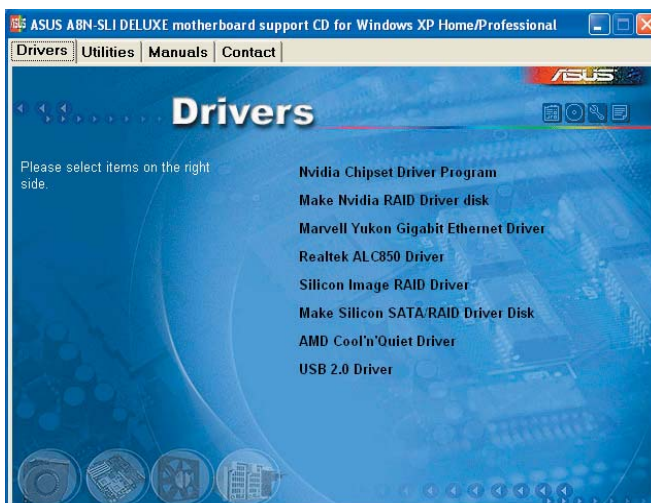 ASUS A8N-SLI DELUXE motherboard support CD for Windows XP Home/Professional
Drivers Utilities Manuals Contact
ASUS
Drivers
Please select items on the right
side.
Nvidia Chipset Driver Program
Make Nvidia RAID Driver disk
Marvell Yukon Gigabit Ethernet Driver
Realtek ALC850 Driver
Silicon Image RAID Driver
Make Silicon SATA/RAID Driver Disk
AMD Cool'n'Quiet Driver
USB 2.0 Driver